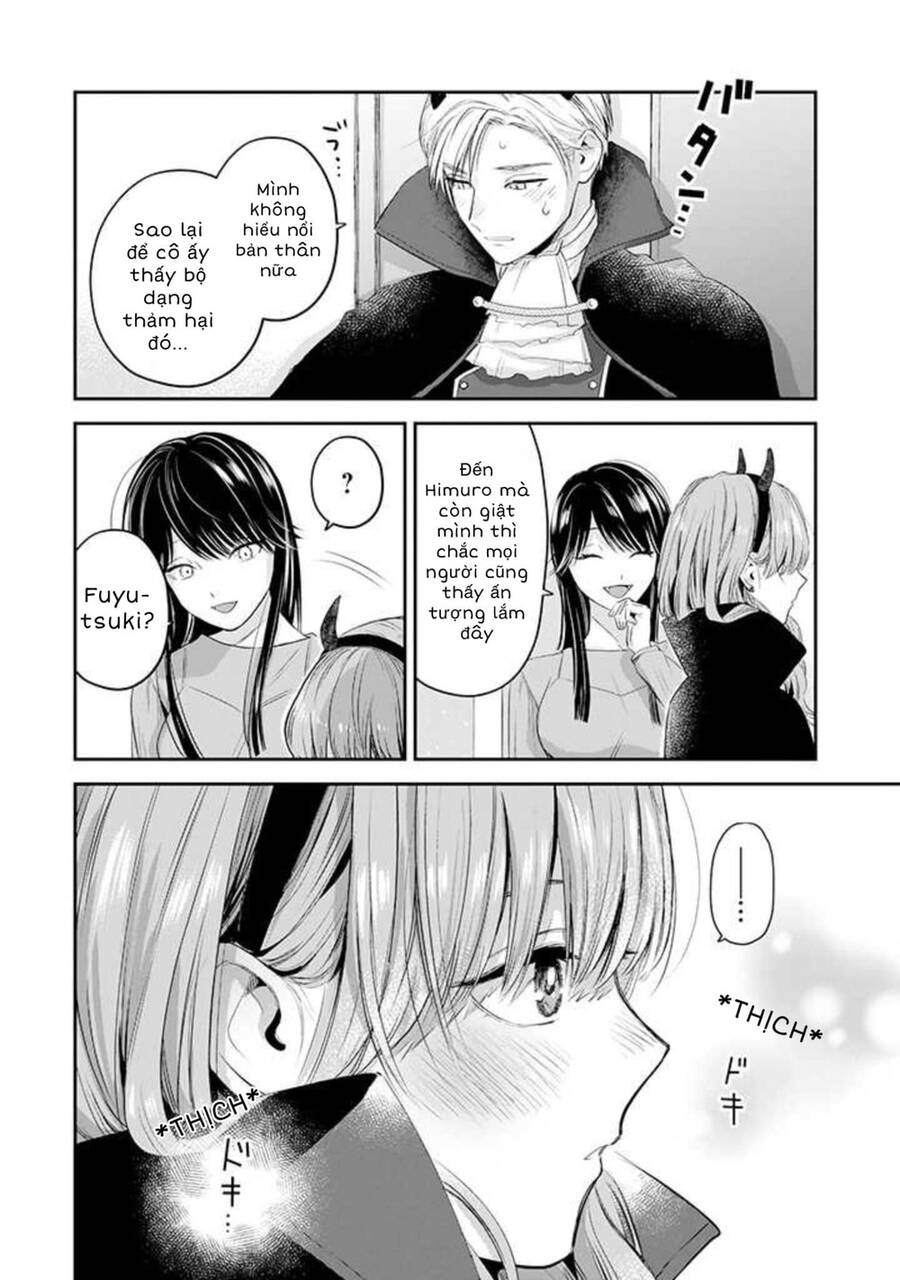 バタン…
Mình
không
hiểu nổi
bản thân
nữa
Sao lại
để cô ấy
thấy bộ
dạng
thảm hại
đó...
Đến
Himuro mà
còn giật
mình thì
chắc mọi
người cũng
thấy ấn
tượng lắm
đây
?
Fuyu-
tsuki?
——…
*THỊCH*
ドキ
*THỊCH*
ドキ…